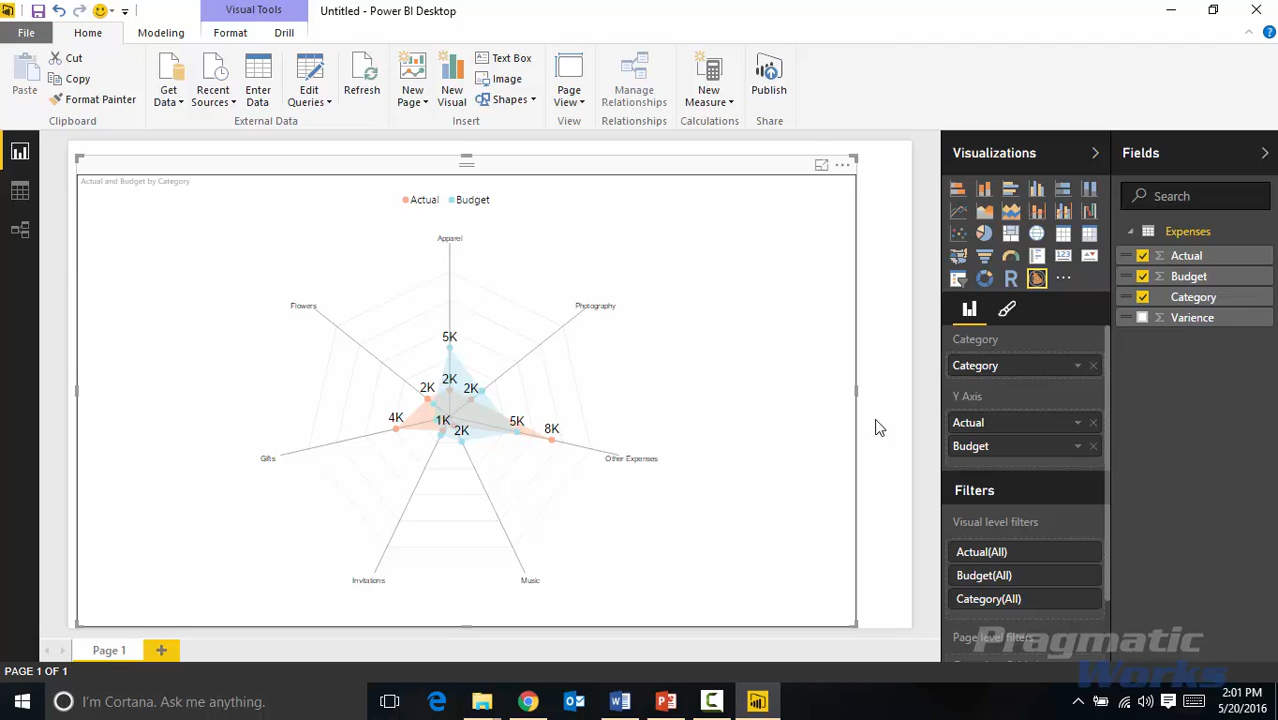 Visual Tools
Untitled - Power BI Desktop
File
Home
Modeling
Format
Drill
Paste
Cut
Copy
Format Painter
Clipboard
Get Data
Recent Sources
Enter Data
Edit Queries
Refresh
External Data
New Page
New Visual
Text Box
Image
Shapes
Insert
Page View
View
Manage Relationships
Relationships
New Measure
Calculations
Publish
Share
Actual and Budget by Category
Actual
Budget
Apparel
Flowers
Photography
5K
2K
2K
2K
4K
1K
2K
5K
8K
Gifts
Other Expenses
Invitations
Music
Visualizations
R
Category
Category
Y Axis
Actual
Budget
Filters
Visual level filters
Actual(All)
Budget(All)
Category(All)
Page level filters
Fields
Search
Expenses
Actual
Budget
Category
Varience
Pragmatic
Works
Page 1
PAGE 1 OF 1
I'm Cortana. Ask me anything.
2:01 PM
5/20/2016